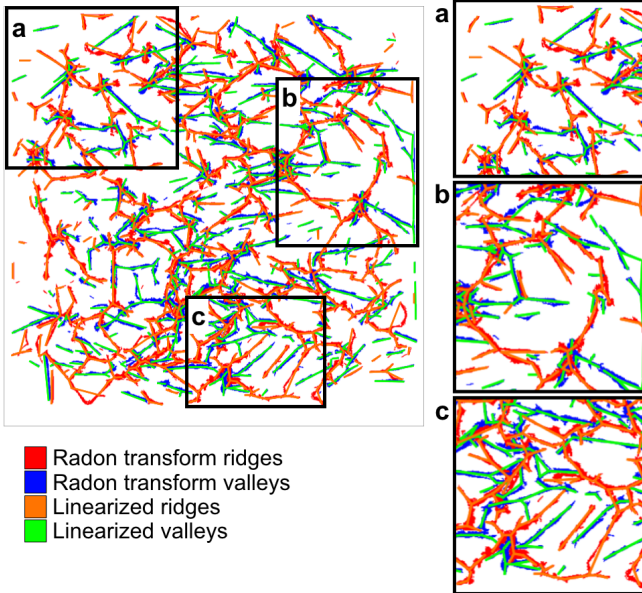 a
b
c
Radon transform ridges
Radon transform valleys
Linearized ridges
Linearized valleys
a
b
c